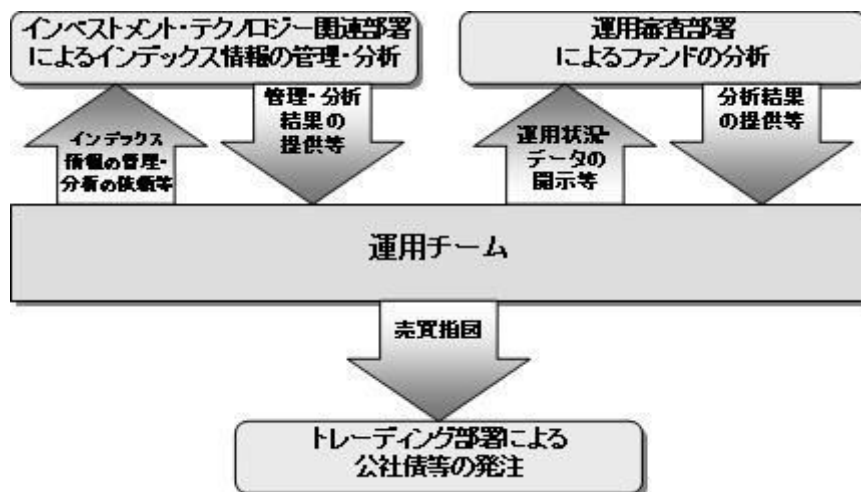 インベストメント・テクノロジー関連部署
によるインデックス情報の管理・分析
運用審査部署
によるファンドの分析
インデックス
情報の管理・
分析の依頼等
管理・分析
結果の
提供等
運用状況・
データの
開示等
分析結果
の提供等
運用チーム
売買指図
トレーディング部署による
公社債等の発注